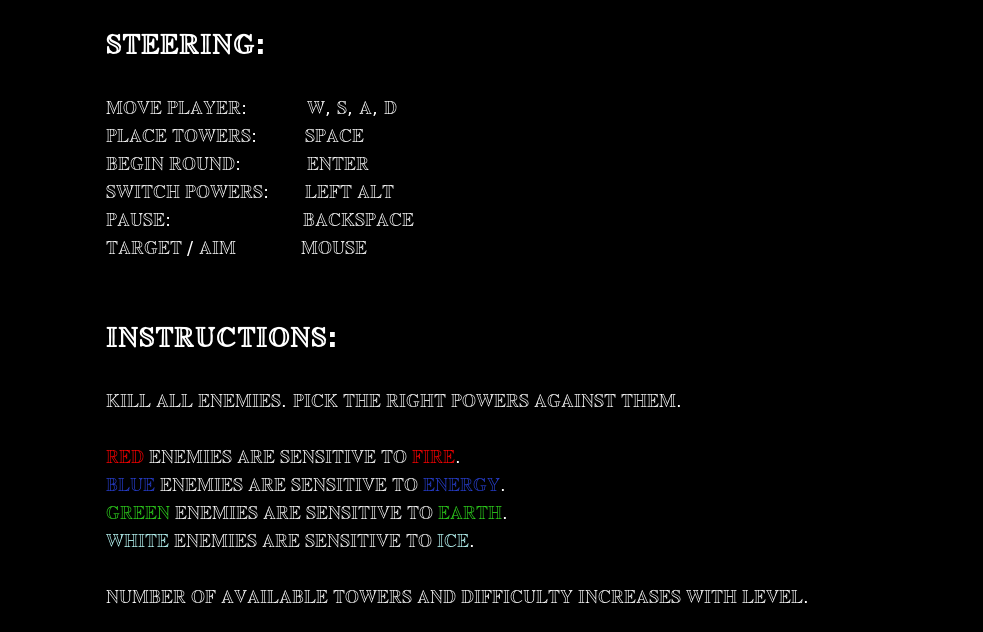 STEERING:
MOVE PLAYER: W, S, A, D
PLACE TOWERS: SPACE
BEGIN ROUND: ENTER
SWITCH POWERS: LEFT ALT
PAUSE: BACKSPACE
TARGET / AIM MOUSE
INSTRUCTIONS:
KILL ALL ENEMIES. PICK THE RIGHT POWERS AGAINST THEM.
RED ENEMIES ARE SENSITIVE TO FIRE.
BLUE ENEMIES ARE SENSITIVE TO ENERGY.
GREEN ENEMIES ARE SENSITIVE TO EARTH.
WHITE ENEMIES ARE SENSITIVE TO ICE.
NUMBER OF AVAILABLE TOWERS AND DIFFICULTY INCREASES WITH LEVEL.